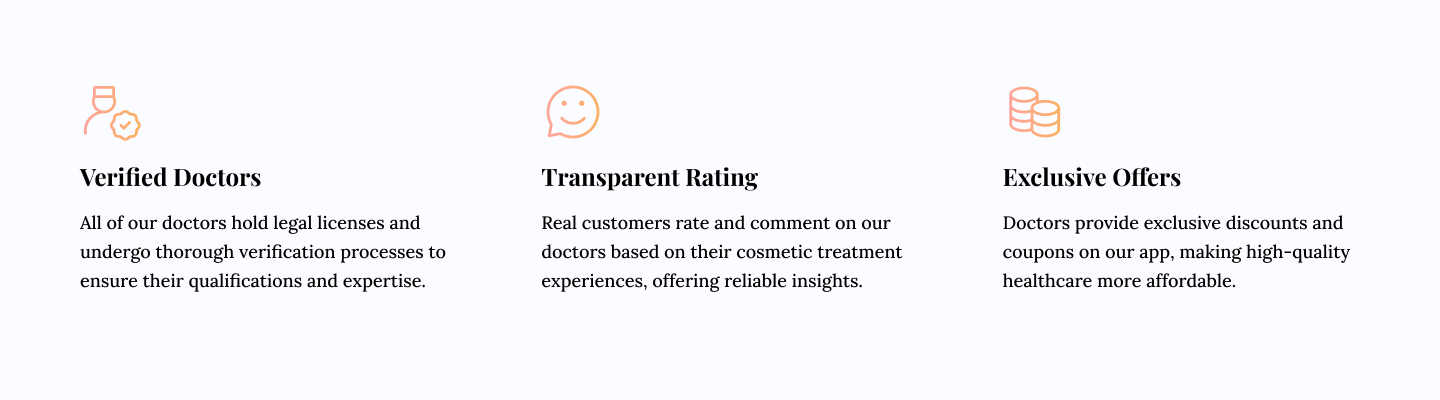 Verified Doctors
All of our doctors hold legal licenses and
undergo thorough verification processes to
ensure their qualifications and expertise.
Transparent Rating
Real customers rate and comment on our
doctors based on their cosmetic treatment
experiences, offering reliable insights.
Exclusive Offers
Doctors provide exclusive discounts and
coupons on our app, making high-quality
healthcare more affordable.